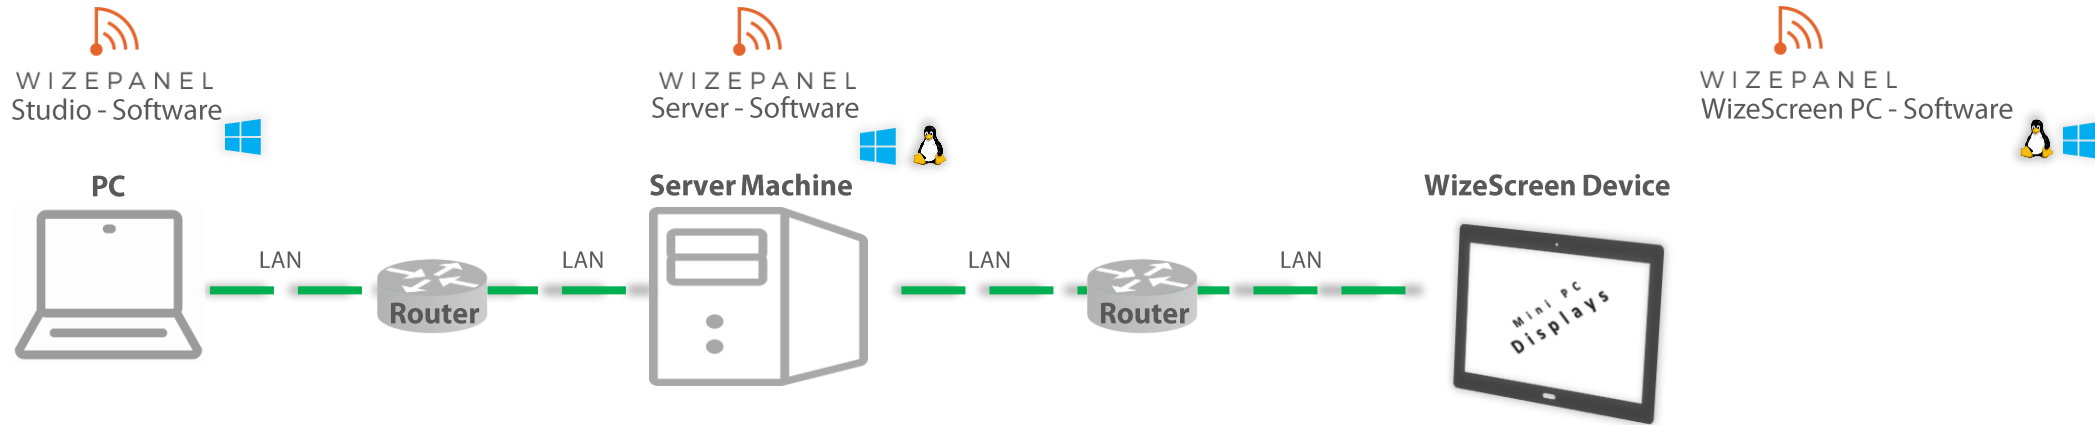 WIZEPANEL
Studio - Software
WIZEPANEL
Server - Software
WIZEPANEL
WizeScreen PC - Software
PC
Server Machine
WizeScreen Device
LAN
LAN
LAN
LAN
Router
Router
Mini PC
Displays